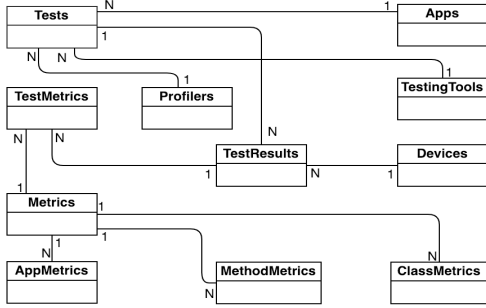 Tests
N
1
Apps
1
N
N
1
1
TestMetrics
Profilers
TestingTools
N
N
N
TestResults
Devices
1
N
1
1
Metrics
1
1
1
N
N
AppMetrics
MethodMetrics
ClassMetrics
N